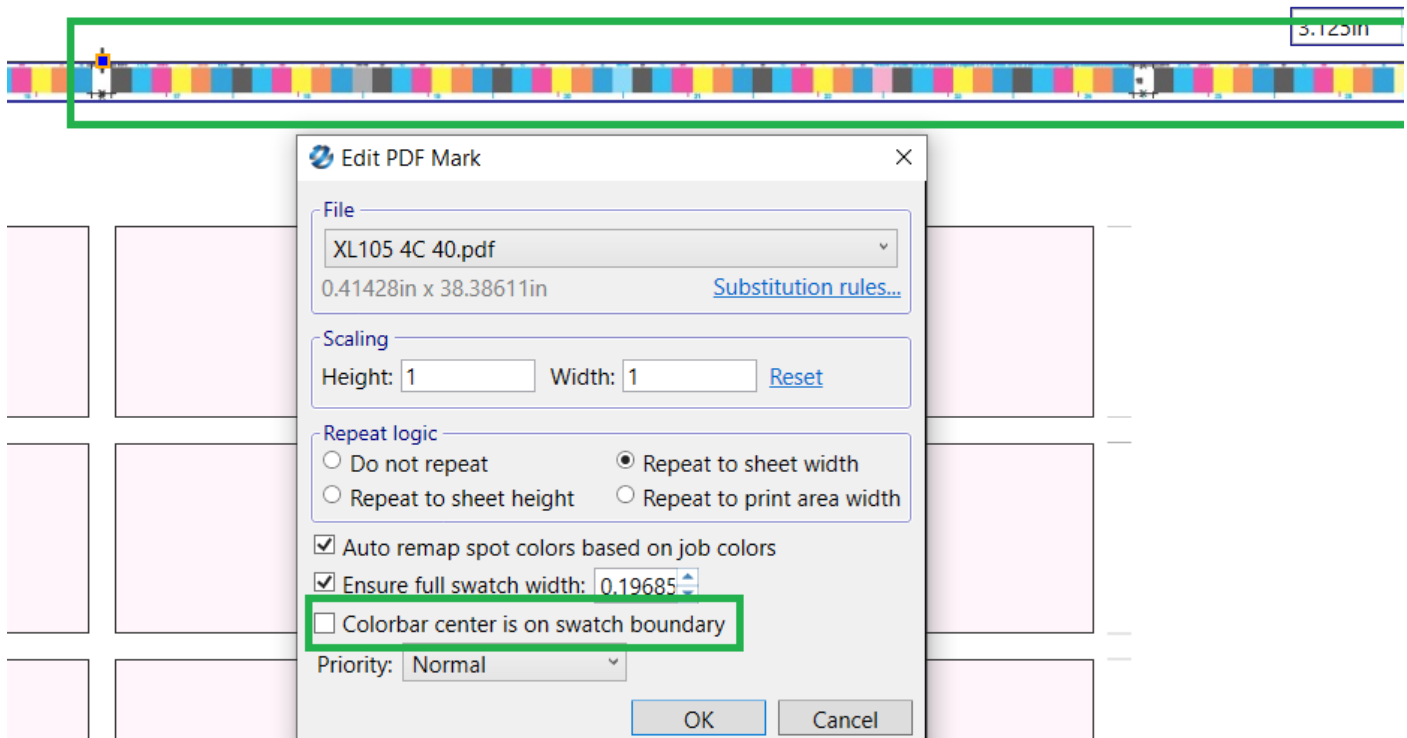 3.125in
Edit PDF Mark
File
XL105 4C 40.pdf
0.41428in x 38.38611in Substitution rules...
Scaling
Height: 1 Width: 1 Reset
Repeat logic
Do not repeat Repeat to sheet width
Repeat to sheet height Repeat to print area width
Auto remap spot colors based on job colors
Ensure full swatch width: 0.19685
Colorbar center is on swatch boundary
Priority: Normal
OK Cancel